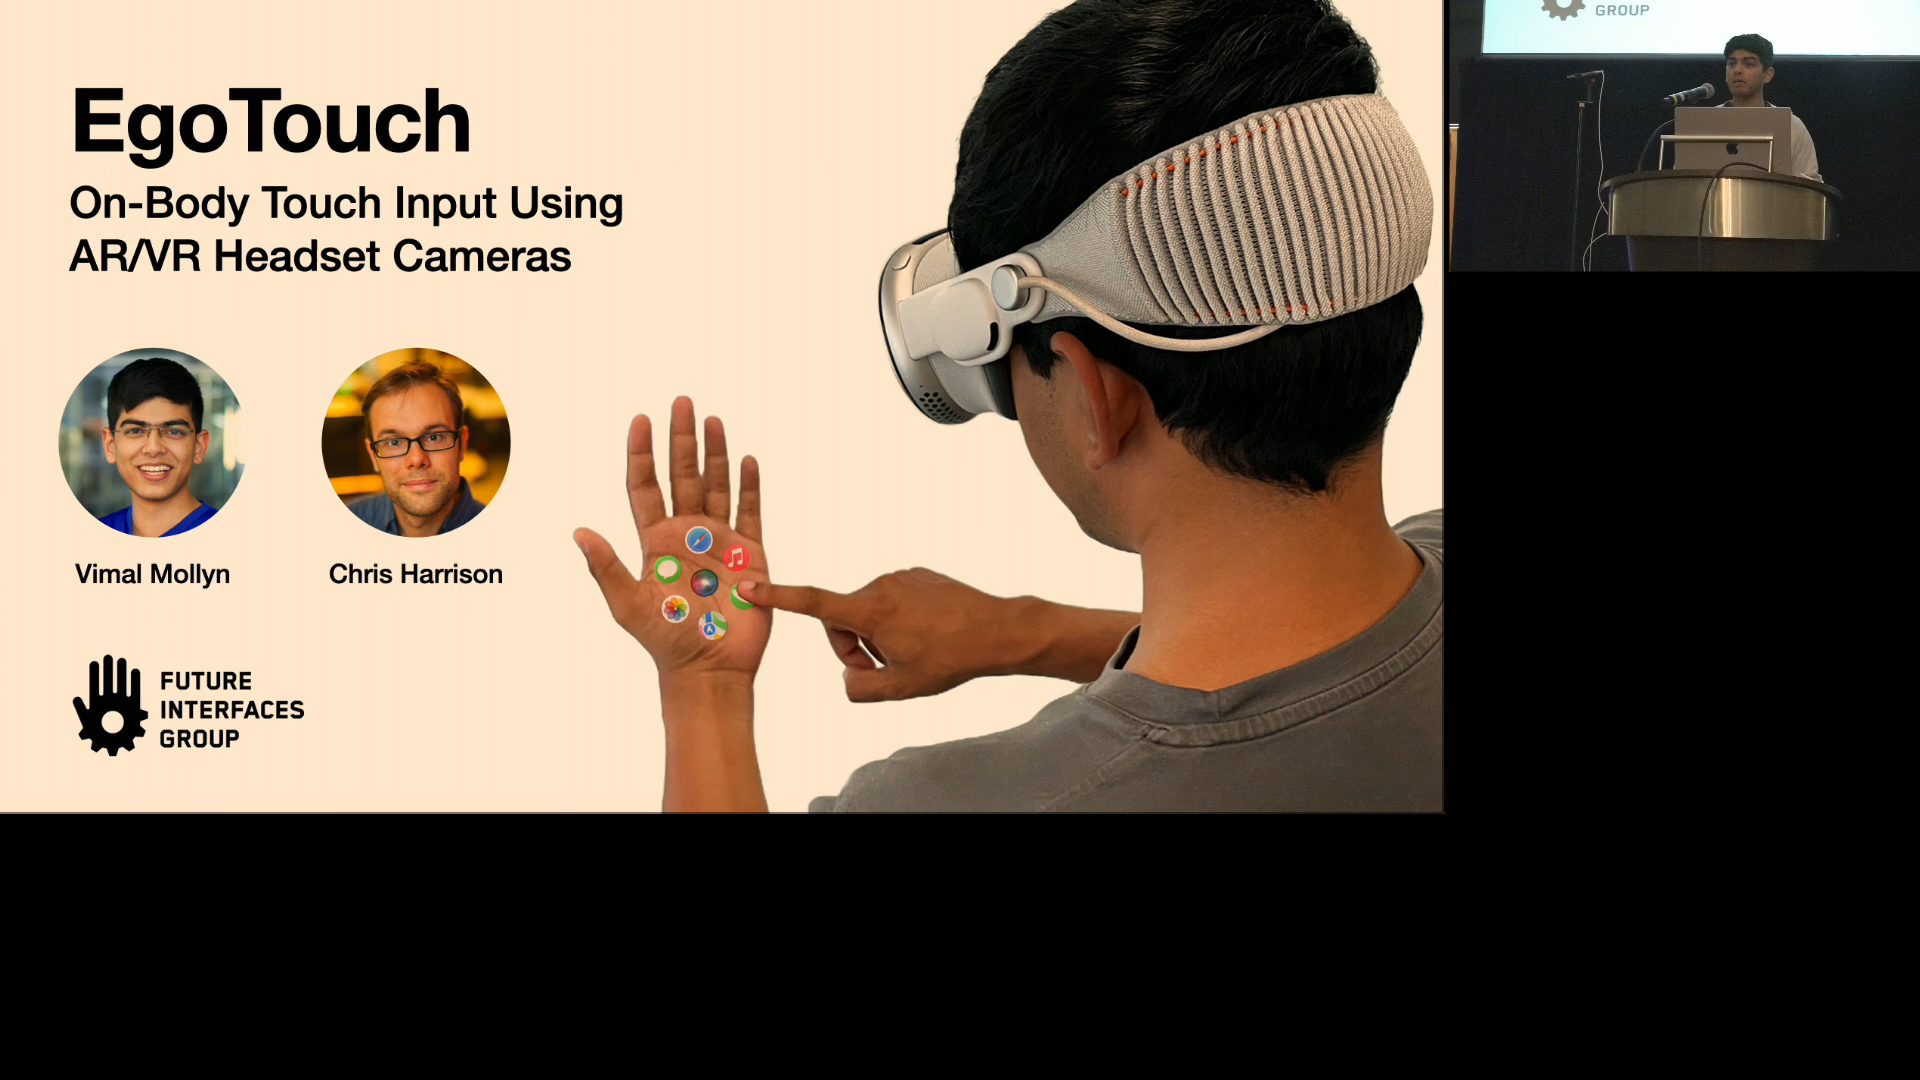 EgoTouch
On-Body Touch Input Using
AR/VR Headset Cameras
Vimal Mollyn
Chris Harrison
FUTURE
INTERFACES
GROUP
GROUP